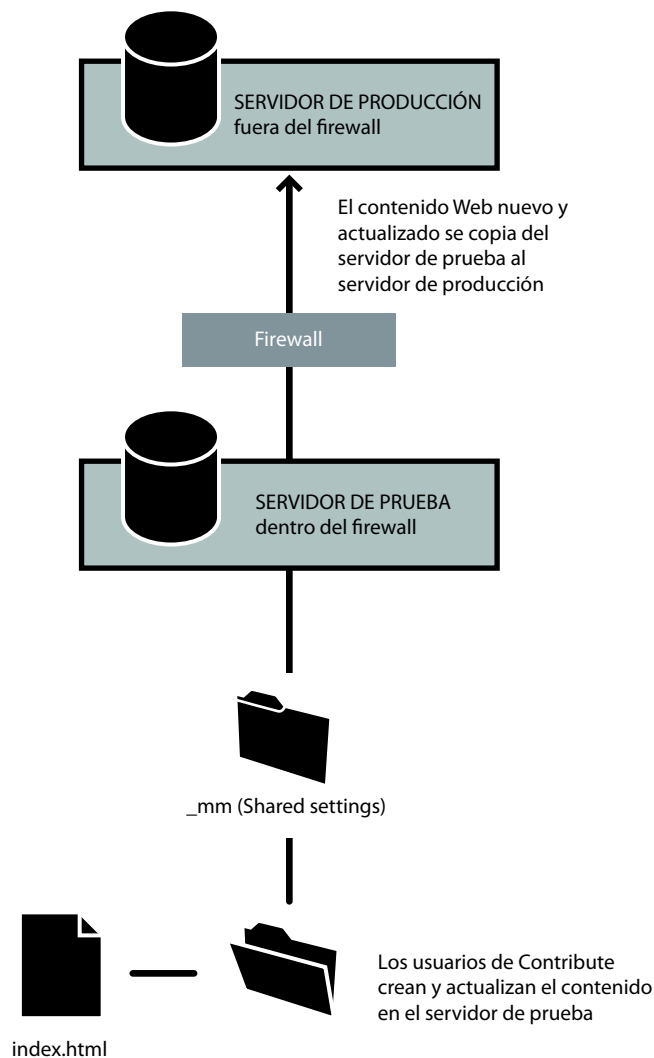 SERVIDOR DE PRODUCCIÓN
fuera del firewall
El contenido Web nuevo y
actualizado se copia del
servidor de prueba al
servidor de producción
Firewall
SERVIDOR DE PRUEBA
dentro del firewall
_mm (Shared settings)
Los usuarios de Contribute
crean y actualizan el contenido
en el servidor de prueba
index.html